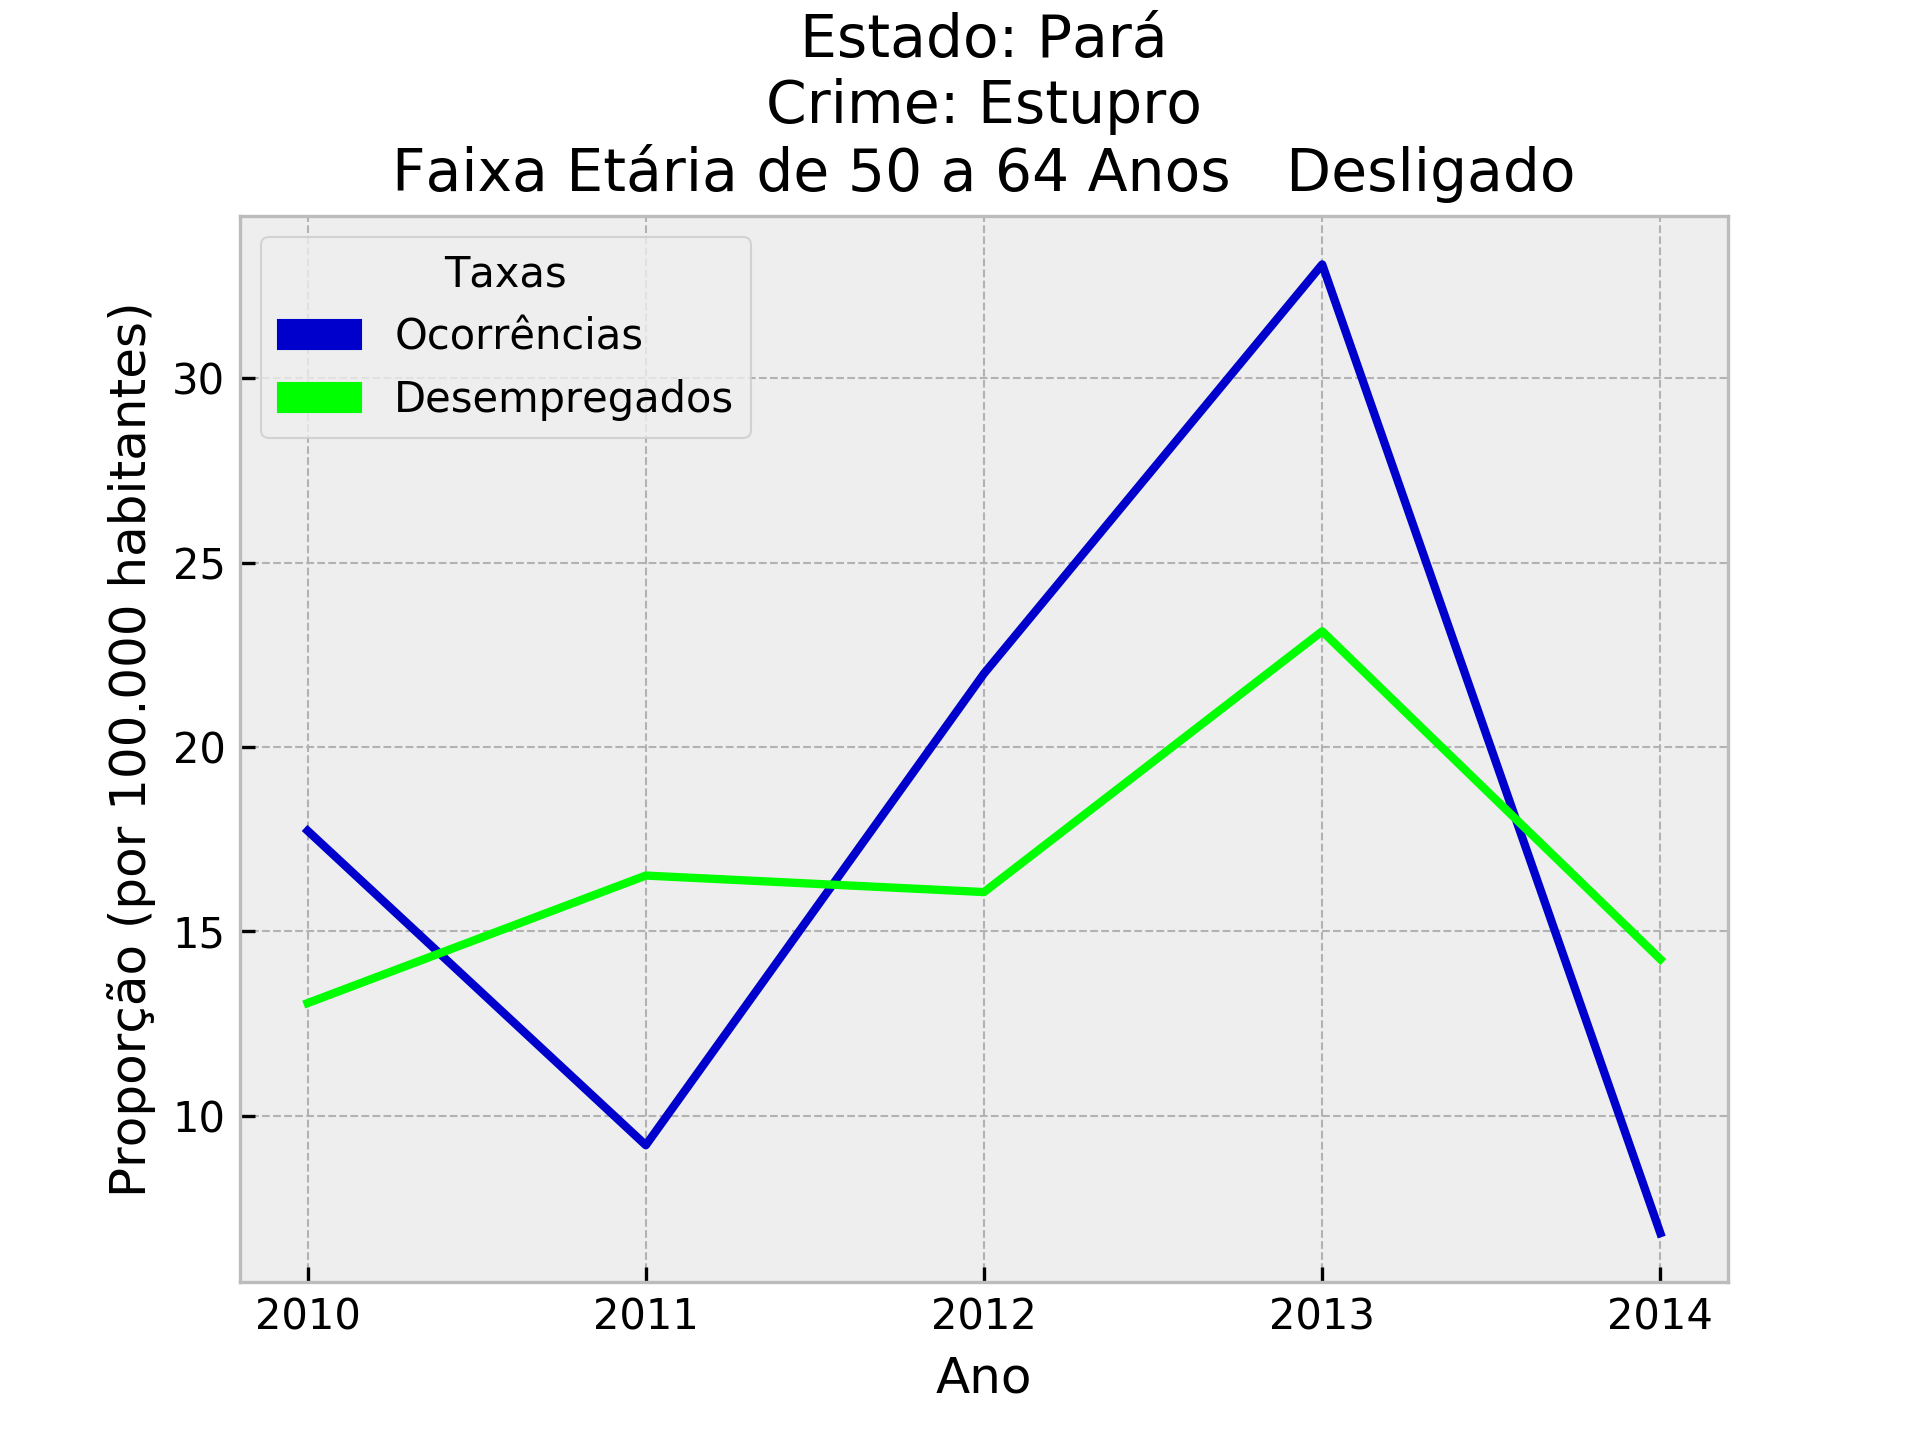 Estado: Pará
Crime: Estupro
Faixa Etária de 50 a 64 Anos   Desligado
Taxas
Ocorrências
Desempregados
Proporção (por 100.000 habitantes)
30
25
20
15
10
2010 2011 2012 2013 2014
Ano